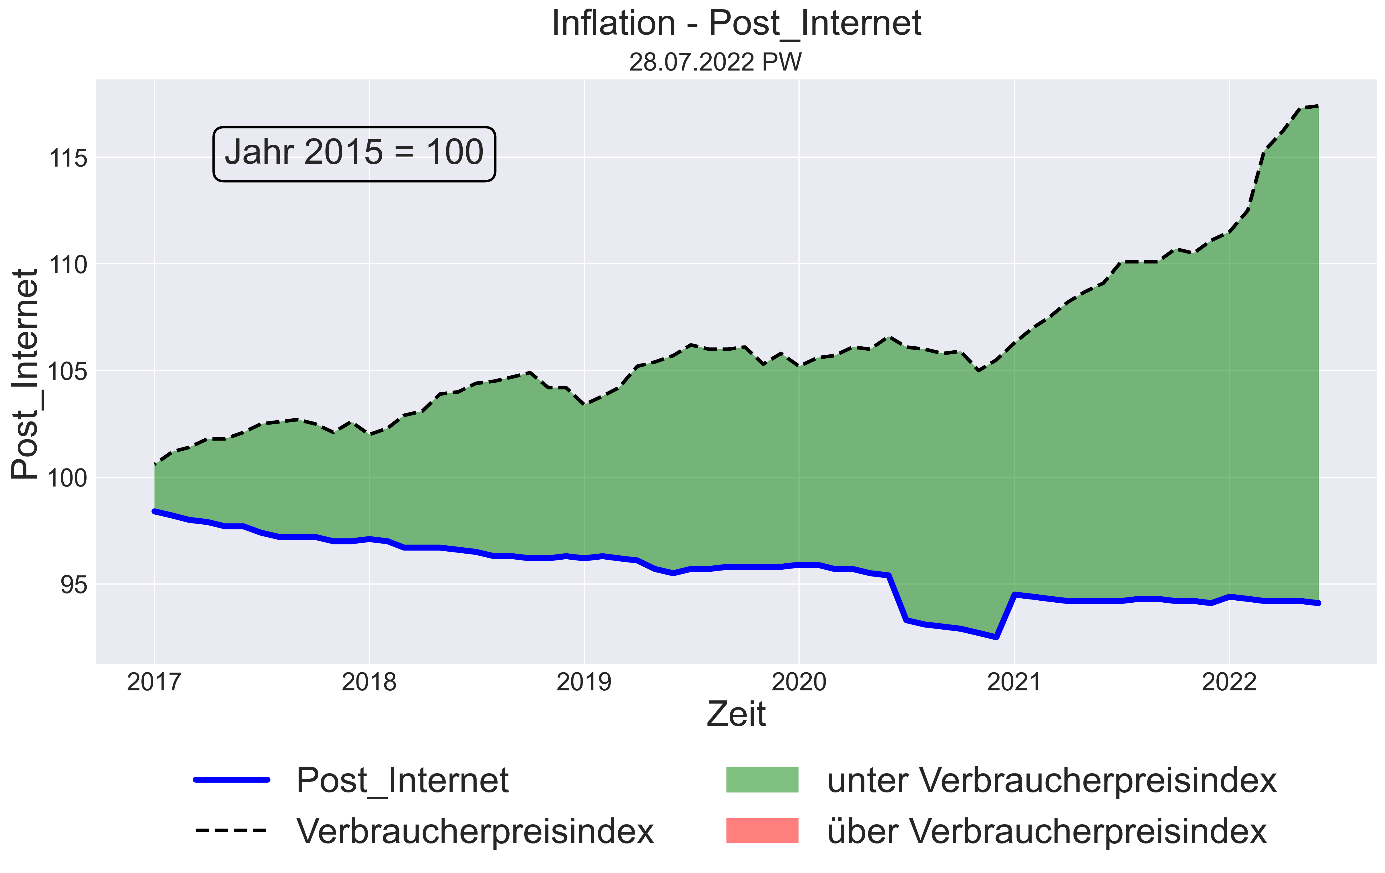 Inflation - Post_Internet
28.07.2022 PW
Jahr 2015 = 100
115
110
105
100
95
Post_Internet
2017 2018 2019 2020 2021 2022
Zeit
Post_Internet
Verbraucherpreisindex
unter Verbraucherpreisindex
über Verbraucherpreisindex